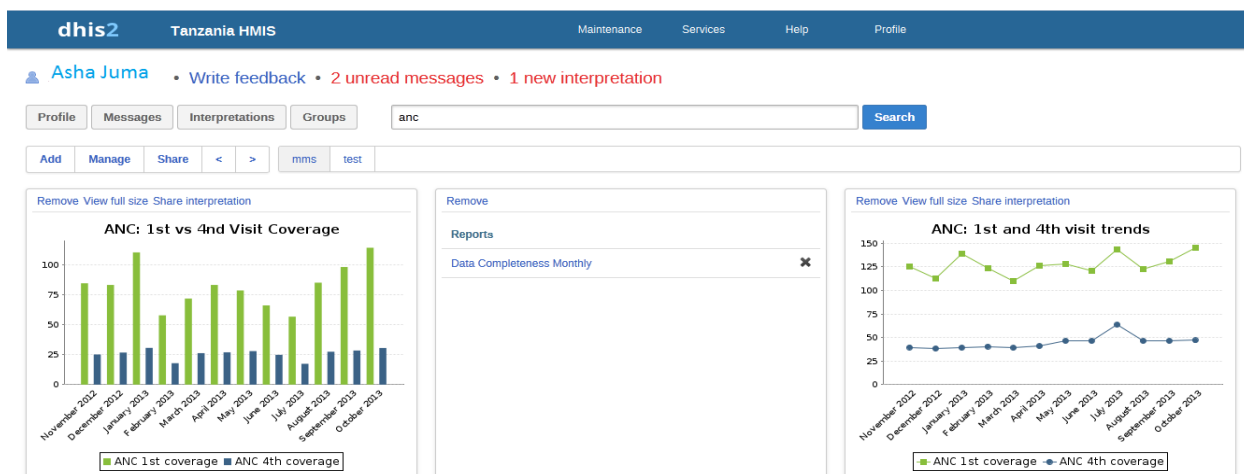 dhis2 Tanzania HMIS Maintenance Services Help Profile
Asha Juma • Write feedback • 2 unread messages • 1 new interpretation
Profile Messages Interpretations Groups anc Search
Add Manage Share < > mms test
Remove View full size Share interpretation
ANC: 1st vs 4nd Visit Coverage
100
75
50
25
0
November 2012 December 2012 January 2013 February 2013 March 2013 April 2013 May 2013 June 2013 July 2013 August 2013 September 2013 October 2013
ANC 1st coverage ANC 4th coverage
Remove
Reports
Data Completeness Monthly
Remove View full size Share interpretation
ANC: 1st and 4th visit trends
150
125
100
75
50
25
0
November 2012 December 2012 January 2013 February 2013 March 2013 April 2013 May 2013 June 2013 July 2013 August 2013 September 2013 October 2013
ANC 1st coverage ANC 4th coverage